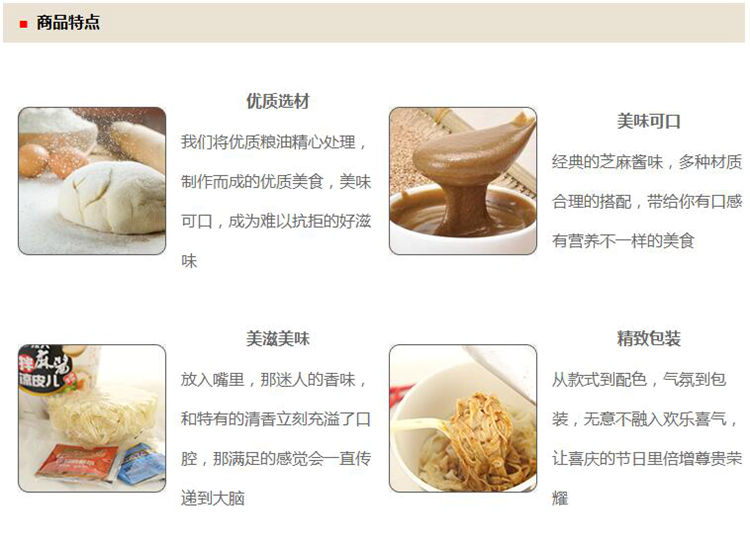 商品特点
优质选材
我们将优质粮油精心处理，
制作而成的优质美食，美味
可口，成为难以抗拒的好滋
味
美味可口
经典的芝麻酱味，多种材质
合理的搭配，带给你有口感
有营养不一样的美食
美滋美味
放入嘴里，那迷人的香味，
和特有的清香立刻充溢了口
腔，那满足的感觉会一直传
递到大脑
麻酱
拌
凉皮儿
精致包装
从款式到配色，气氛到包
装，无意不融入欢乐喜气，
让喜庆的节日里倍增尊贵荣
耀